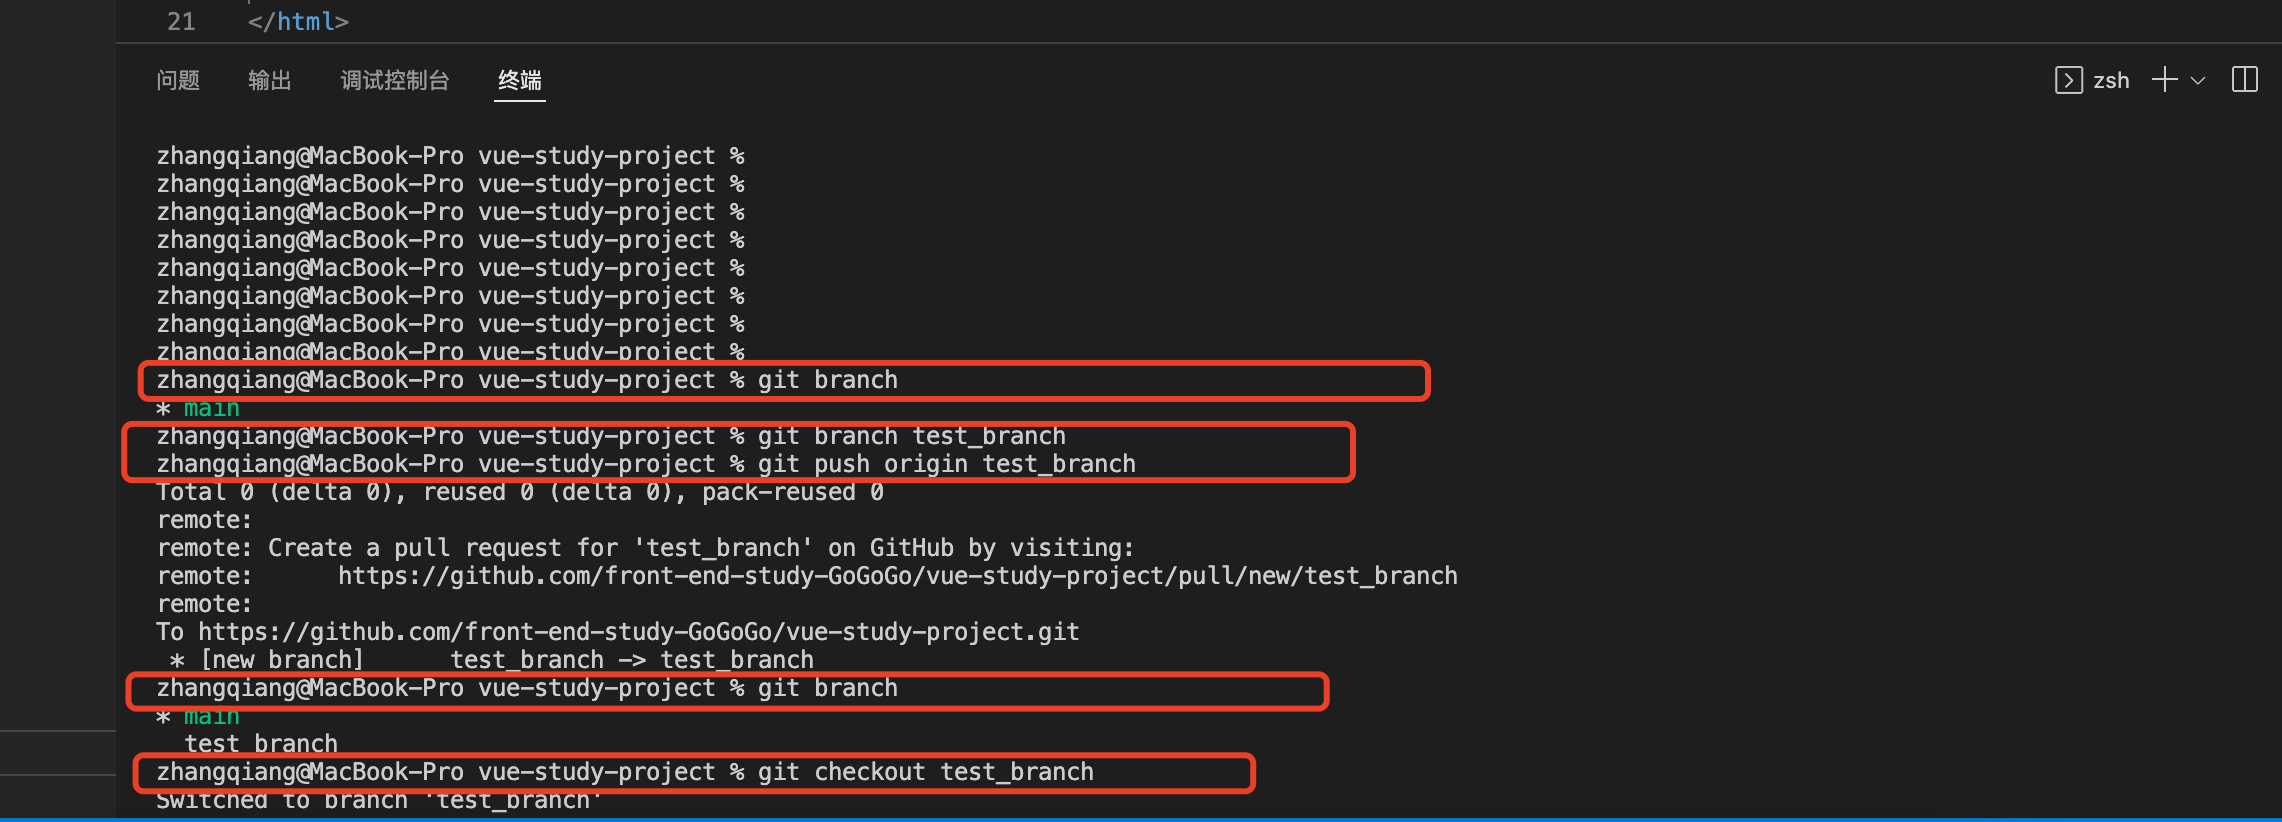 21 </html>
问题 输出 调试控制台 终端 zsh
zhangqiang@MacBook-Pro vue-study-project %
zhangqiang@MacBook-Pro vue-study-project %
zhangqiang@MacBook-Pro vue-study-project %
zhangqiang@MacBook-Pro vue-study-project %
zhangqiang@MacBook-Pro vue-study-project %
zhangqiang@MacBook-Pro vue-study-project %
zhangqiang@MacBook-Pro vue-study-project %
zhangqiang@MacBook-Pro vue-study-project %
zhangqiang@MacBook-Pro vue-study-project % git branch
* main
zhangqiang@MacBook-Pro vue-study-project % git branch test_branch
zhangqiang@MacBook-Pro vue-study-project % git push origin test_branch
Total 0 (delta 0), reused 0 (delta 0), pack-reused 0
remote:
remote: Create a pull request for 'test_branch' on GitHub by visiting:
remote:      https://github.com/front-end-study-GoGoGo/vue-study-project/pull/new/test_branch
remote:
To https://github.com/front-end-study-GoGoGo/vue-study-project.git
 * [new branch]      test_branch -> test_branch
zhangqiang@MacBook-Pro vue-study-project % git branch
* main
  test_branch
zhangqiang@MacBook-Pro vue-study-project % git checkout test_branch
Switched to branch 'test_branch'